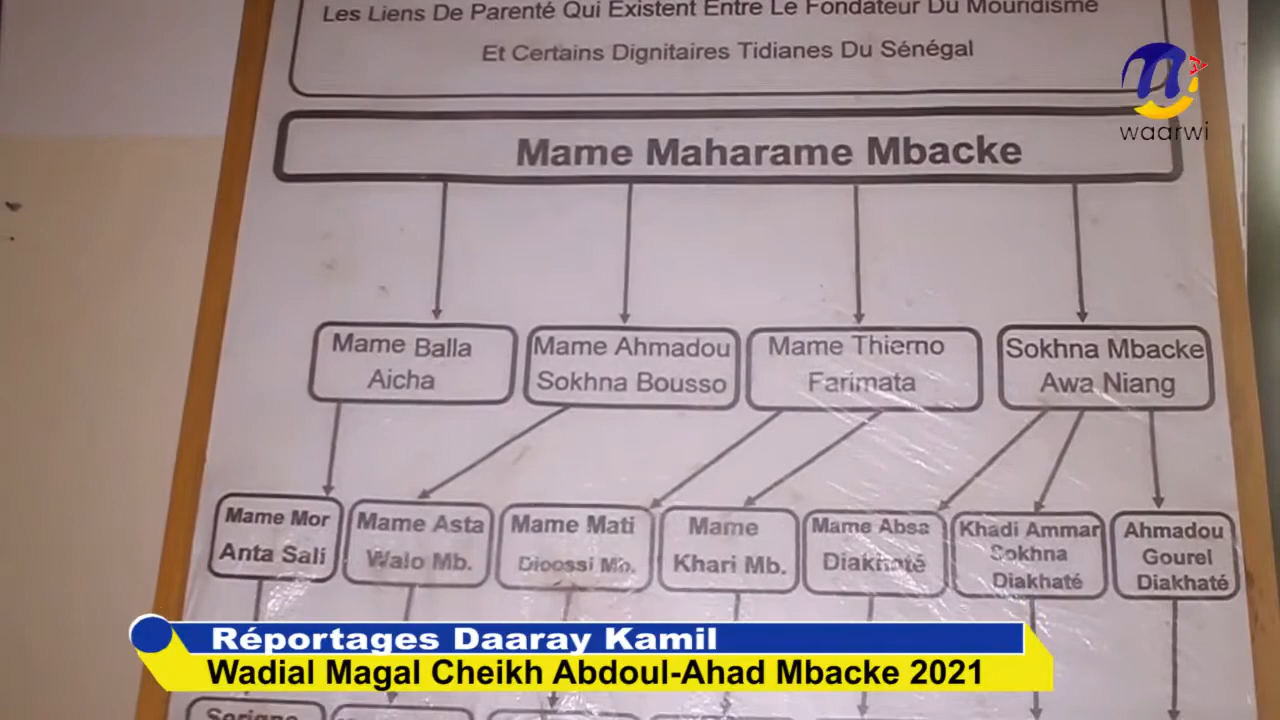 Les Liens De Parenté Qui Existent Entre Le Fondateur Du Mouridisme
Et Certains Dignitaires Tidianes Du Sénégal
waarwi
Mame Maharame Mbacke
Mame Balla
Aicha
Mame Ahmadou
Sokhna Bousso
Mame Thierno
Farimata
Sokhna Mbacke
Awa Niang
Mame Mor
Anta Sali
Mame Asta
Walo Mb.
Mame Mati
Dioossi Mb.
Mame
Khari Mb.
Mame Absa
Diakhaté
Khadi Ammar
Sokhna
Diakhaté
Ahmadou
Gourel
Diakhaté
Réportages Daaray Kamil
Wadial Magal Cheikh Abdoul-Ahad Mbacke 2021